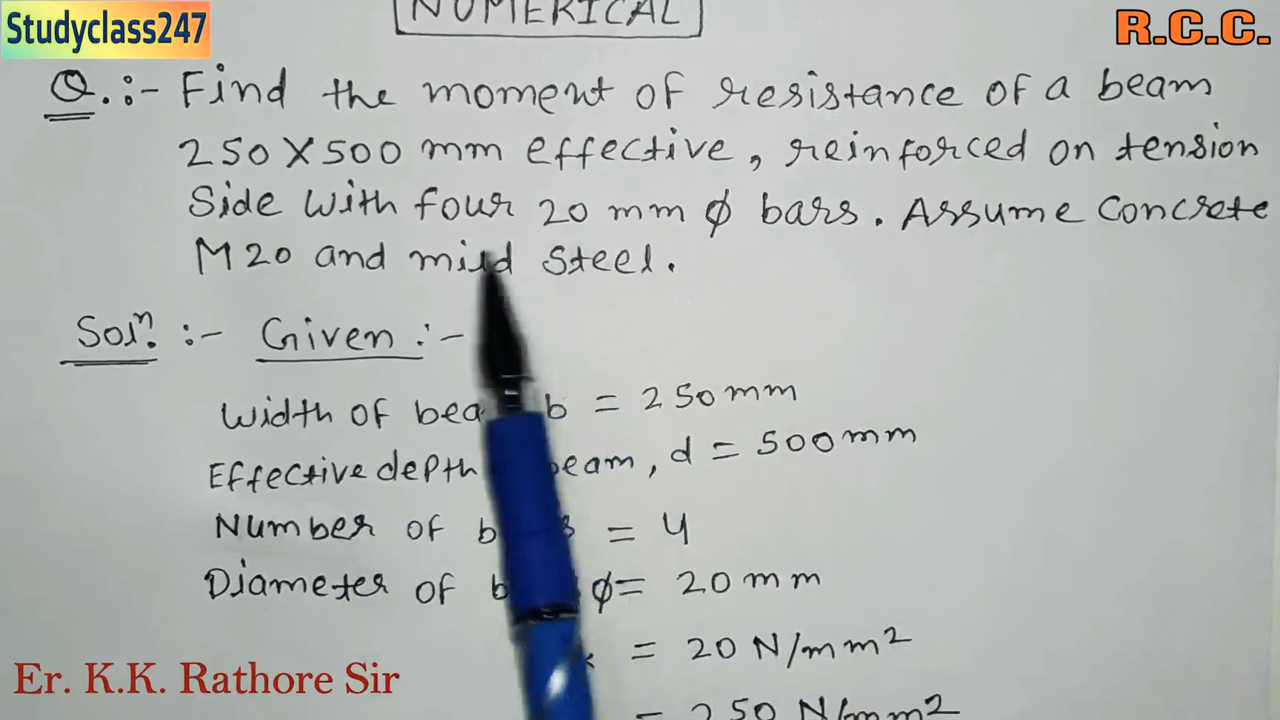 Studyclass247
NUMERICAL
R.C.C.
Q. :- Find the moment of resistance of a beam
250X500 mm effective, reinforced on tension
Side with four 20 mm ϕ bars. Assume Concrete
M20 and mild steel.
Solⁿ. :- Given :-
Width of b = 250 mm
Effective depth beam, d = 500 mm
Number of = 4
Diameter of ϕ = 20 mm
= 20 N/mm²
= 250 N/mm²
Er. K.K. Rathore Sir